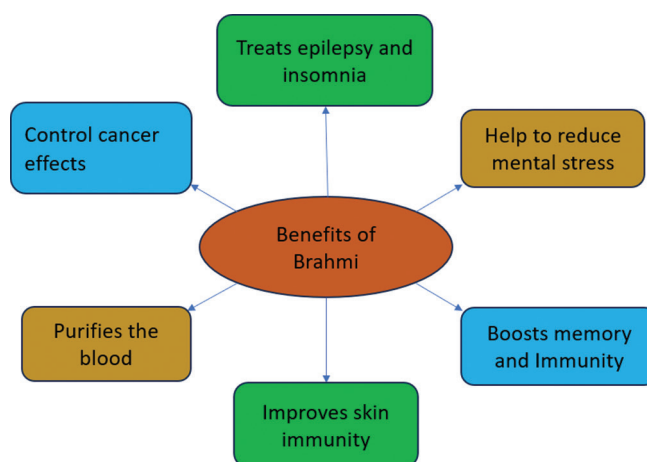 Treats epilepsy and
insomnia
Control cancer
effects
Help to reduce
mental stress
Benefits of
Brahmi
Purifies the
blood
Boosts memory
and Immunity
Improves skin
immunity